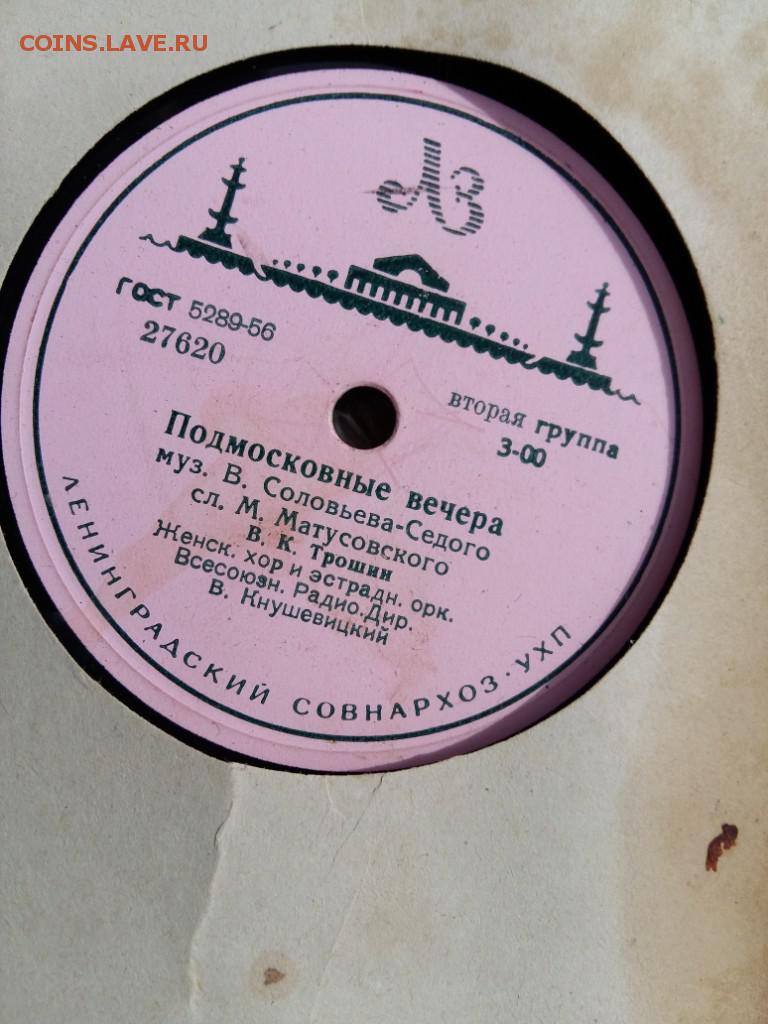 COINS.LAVE.RU
ЛЗ
ГОСТ 5289-56
27620
вторая группа
3-00
Подмосковные вечера
муз. В. Соловьева-Седого
сл. М. Матусовского
В. К. Трошин
Женск. хор и эстрадн. орк.
Всесоюзн. Радио.Дир.
В. Кнушевицкий
ЛЕНИНГРАДСКИЙ СОВНАРХОЗ · УХП